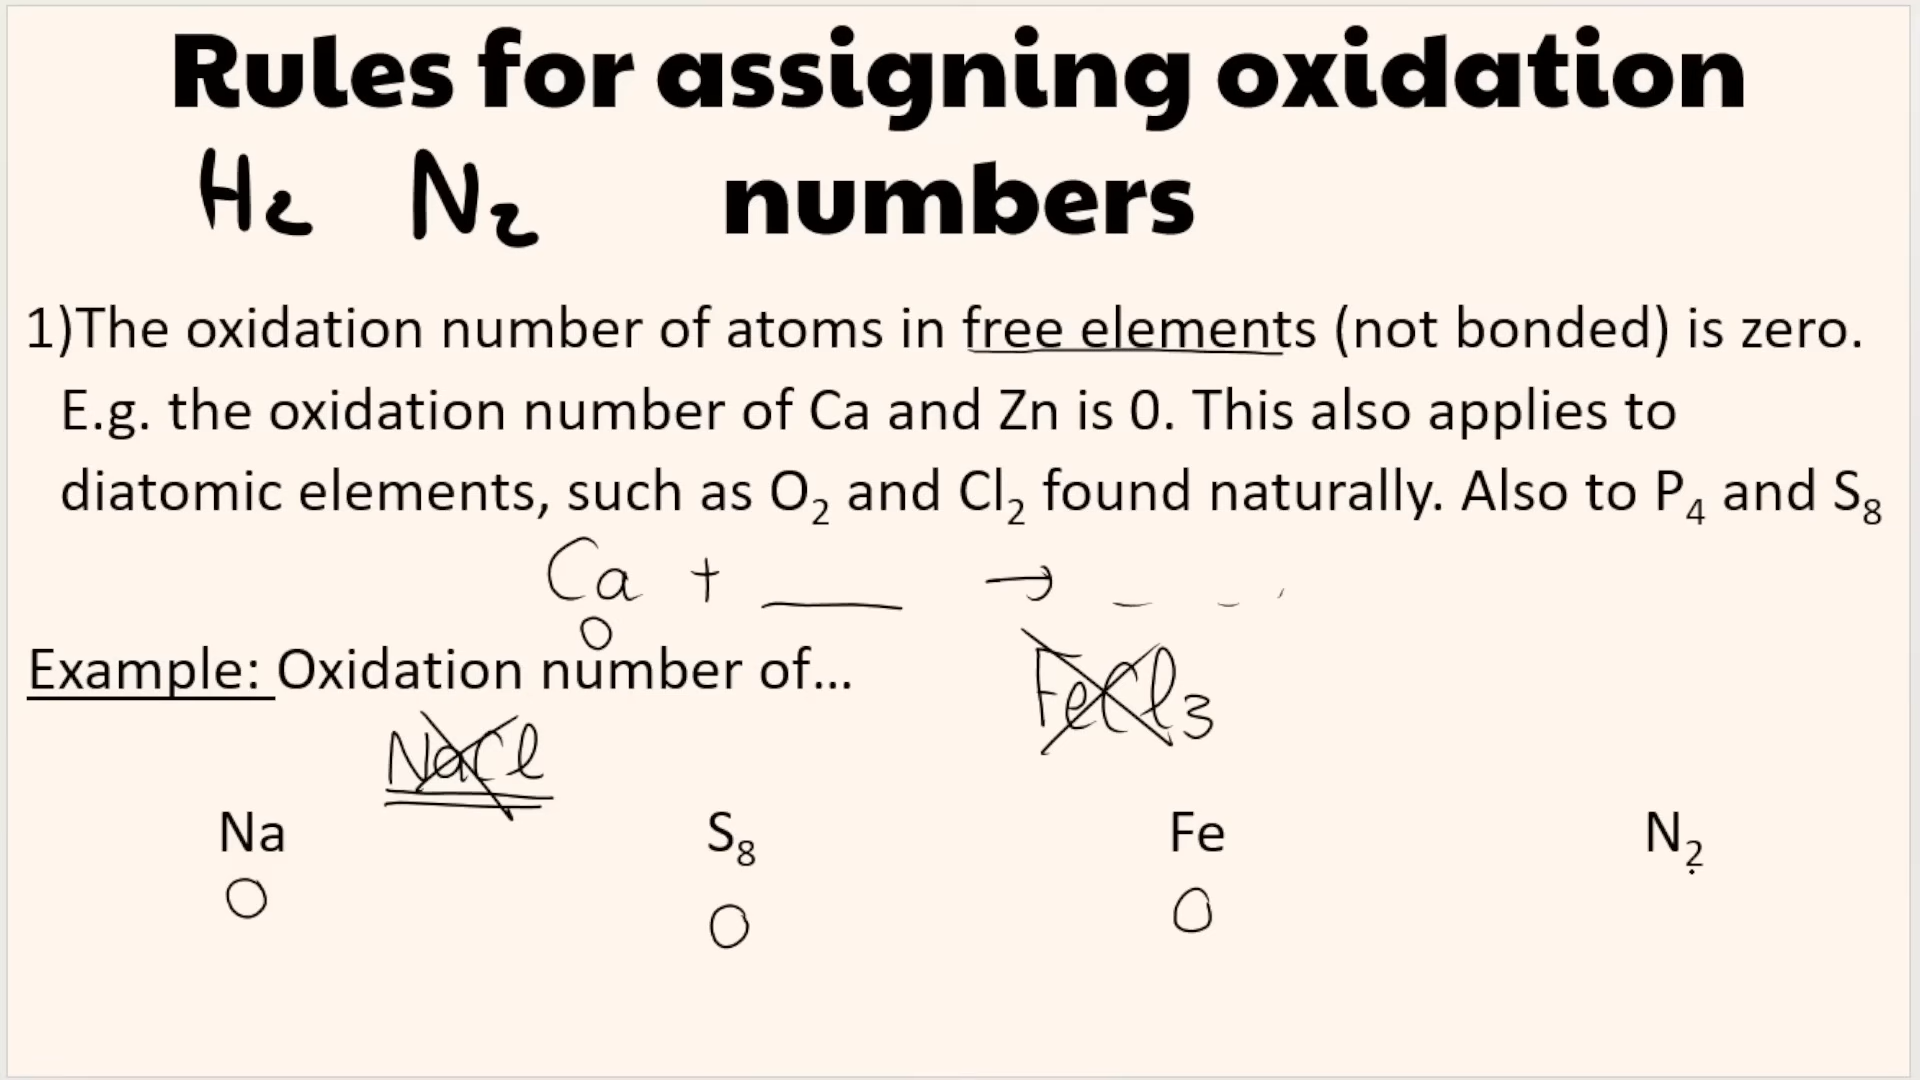 Rules for assigning oxidation
H₂ N₂ numbers
1)The oxidation number of atoms in free elements (not bonded) is zero.
E.g. the oxidation number of Ca and Zn is 0. This also applies to
diatomic elements, such as O₂ and Cl₂ found naturally. Also to P₄ and S₈
Ca + ___ →
0
Example: Oxidation number of...
FeCl₃
NaCl
Na S₈ Fe N₂
0 0 0